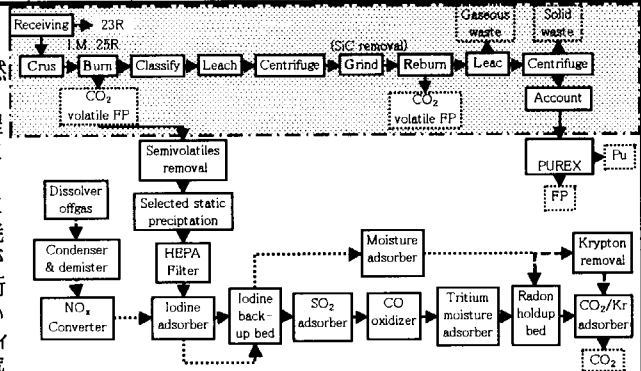 Receiving
23R
I.M. 25R
Gaseous
waste
Solid
waste
(SiC removal)
Crus
Burn
Classify
Leach
Centrifuge
Grind
Reburn
Leac
Centrifuge
CO₂
volatile FP
CO₂
volatile FP
Account
Semivolatiles
removal
PUREX
Pu
FP
Dissolver
offgas
Selected static
preciptation
Condenser
& demister
HEPA
Filter
Moisture
adsorber
Krypton
removal
NOₓ
Converter
Iodine
adsorber
Iodine
back-
up bed
SO₂
adsorber
CO
oxidizer
Tritium
moisture
adsorber
Radon
holdup
bed
CO₂/Kr
adsorber
CO₂